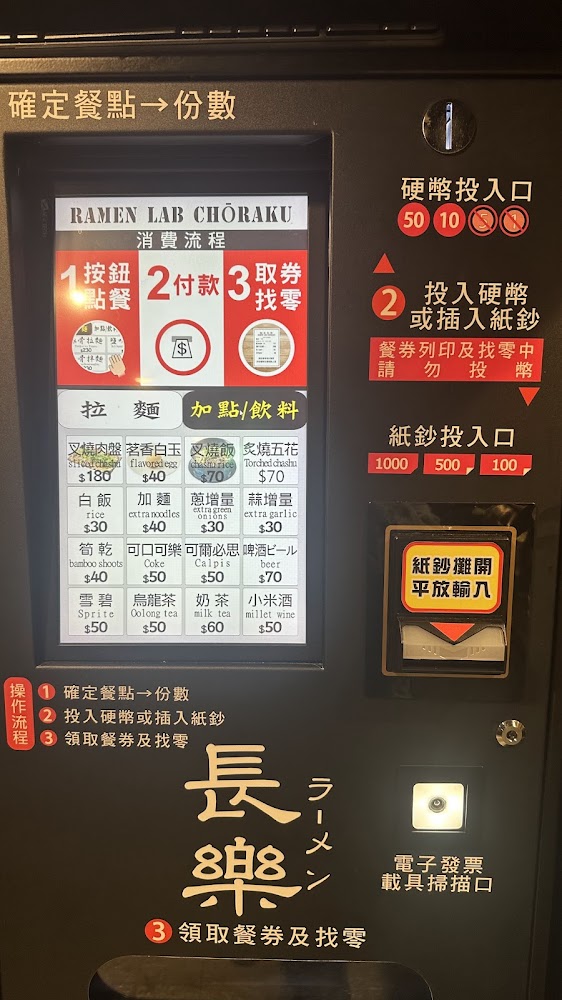 確定餐點→份數
RAMEN LAB CHŌRAKU
消費流程
1 按鈕點餐
2 付款
3 取券找零
拉麵
加點/飲料
叉燒肉盤
sliced chashu
$180
茗香白玉
flavored egg
$40
叉燒飯
chashu rice
$70
炙燒五花
Torched chashu
$70
白飯
rice
$30
加麵
extra noodles
$40
蔥增量
extra green onions
$30
蒜增量
extra garlic
$30
筍乾
bamboo shoots
$40
可口可樂
Coke
$50
可爾必思
Calpis
$50
啤酒ビール
beer
$70
雪碧
Sprite
$50
烏龍茶
Oolong tea
$50
奶茶
milk tea
$60
小米酒
millet wine
$50
硬幣投入口
50 10 5 1
2 投入硬幣
或插入紙鈔
餐券列印及找零中
請勿投幣
紙鈔投入口
1000 500 100
紙鈔攤開
平放輸入
操作流程
1 確定餐點→份數
2 投入硬幣或插入紙鈔
3 領取餐券及找零
長樂
ラーメン
電子發票
載具掃描口
3 領取餐券及找零